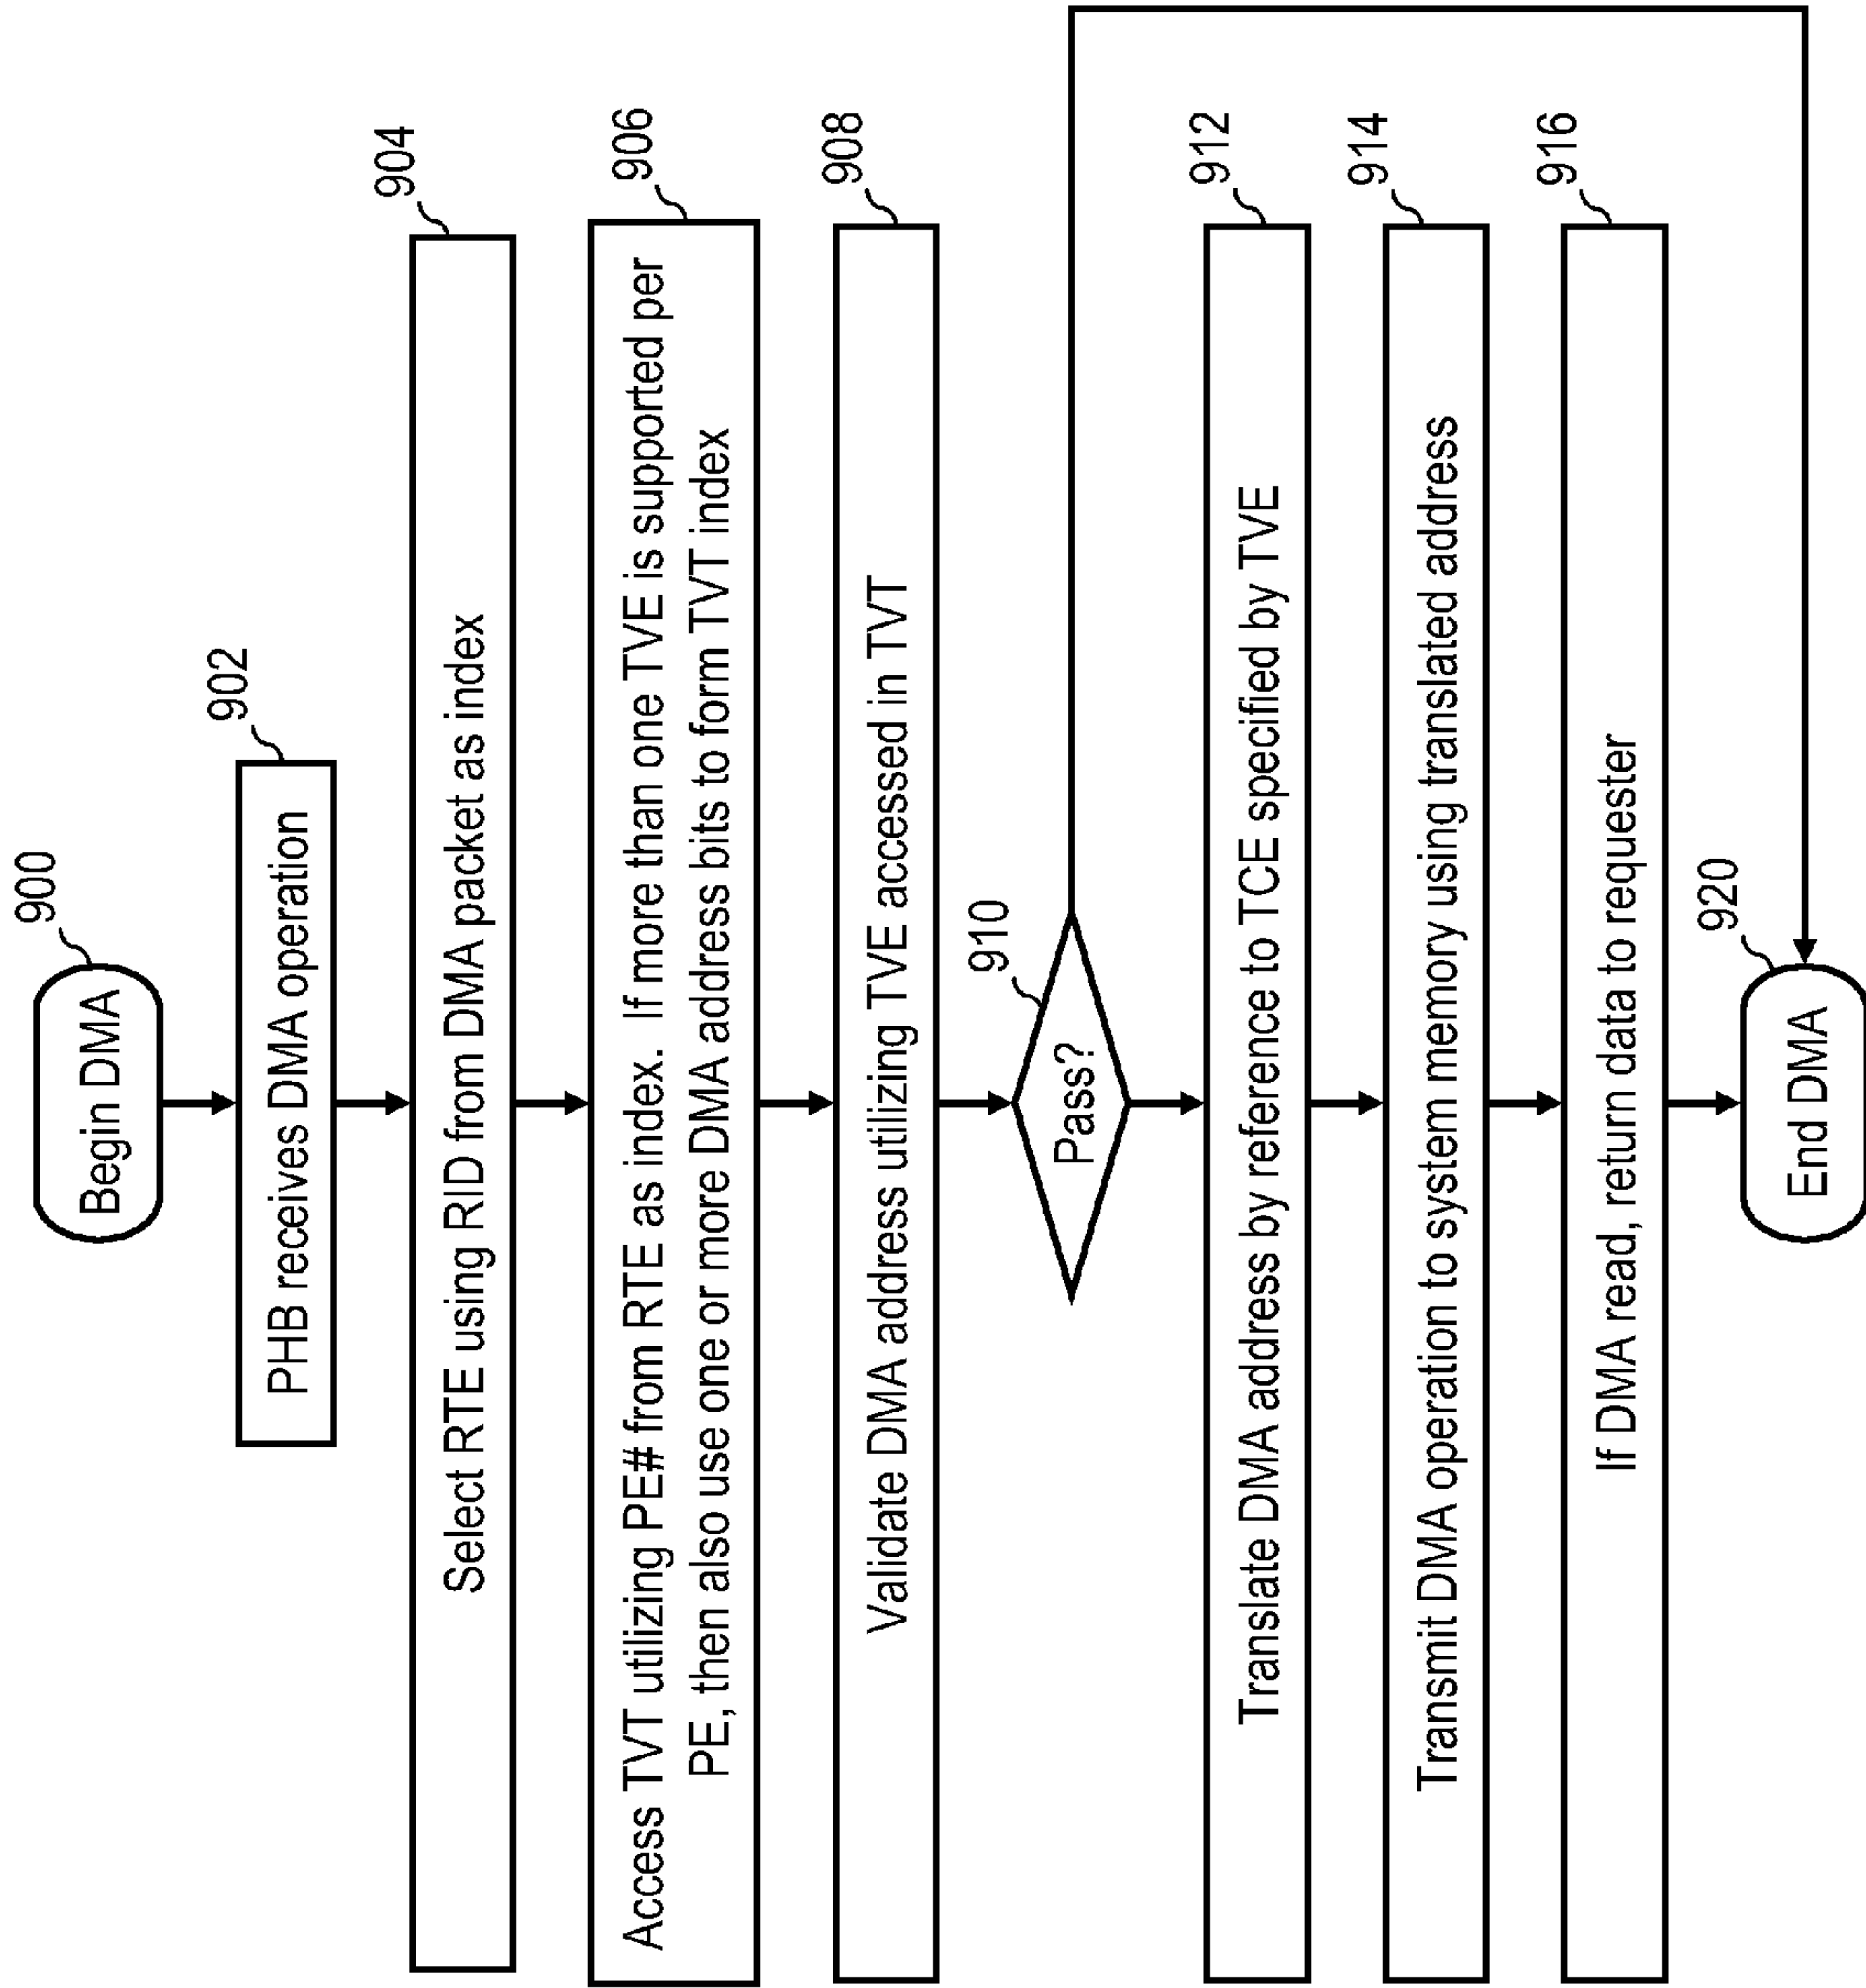 900
Begin DMA
902
PHB receives DMA operation
904
Select RTE using RID from DMA packet as index
906
Access TVT utilizing PE# from RTE as index. If more than one TVE is supported per
PE, then also use one or more DMA address bits to form TVT index
908
Validate DMA address utilizing TVE accessed in TVT
910
Pass?
912
Translate DMA address by reference to TCE specified by TVE
914
Transmit DMA operation to system memory using translated address
916
If DMA read, return data to requester
920
End DMA